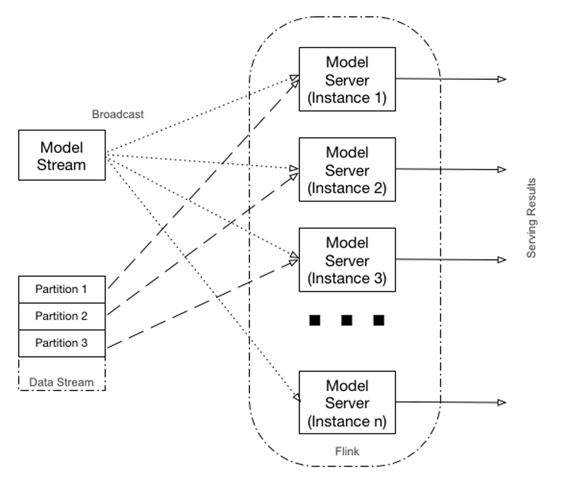 Broadcast
Model
Stream
Partition 1
Partition 2
Partition 3
Data Stream
Model
Server
(Instance 1)
Model
Server
(Instance 2)
Model
Server
(Instance 3)
Model
Server
(Instance n)
Flink
Serving Results